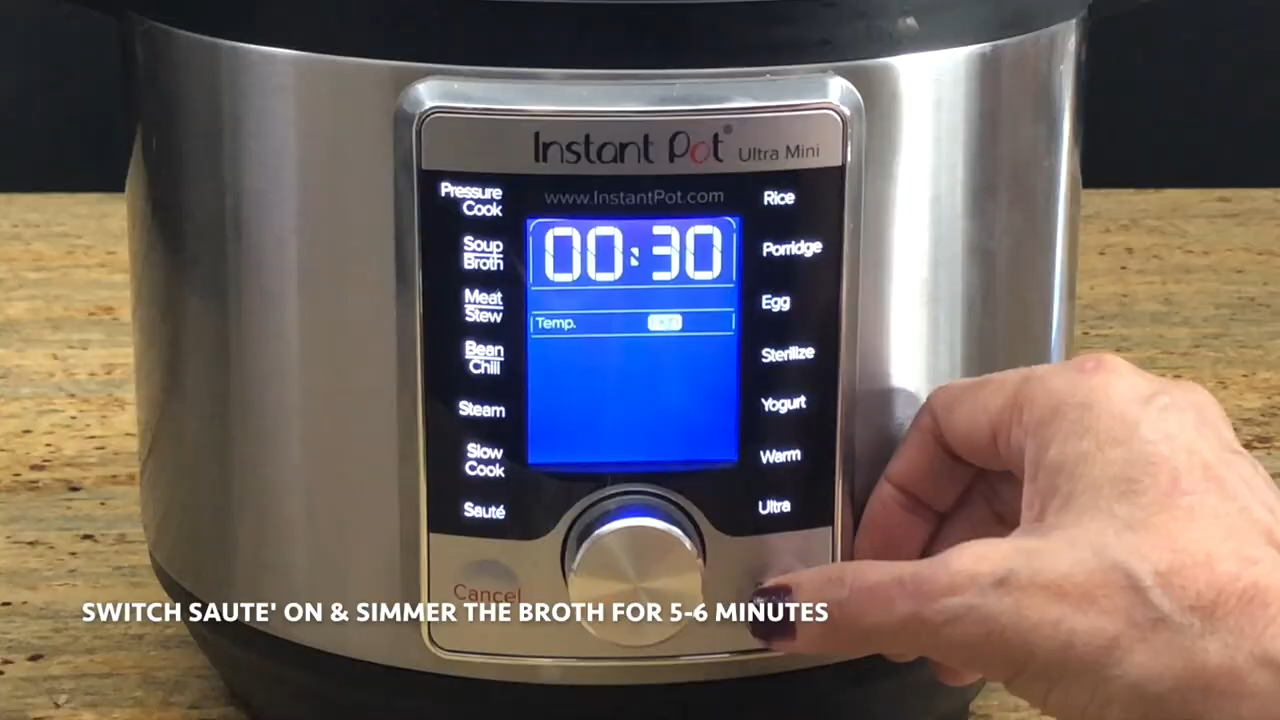 Instant Pot® Ultra Mini
www.InstantPot.com
Pressure
Cook
Soup
Broth
Meat
Stew
Bean
Chili
Steam
Slow
Cook
Sauté
00:30
Temp.
Rice
Porridge
Egg
Sterilize
Yogurt
Warm
Ultra
Cancel
SWITCH SAUTE' ON & SIMMER THE BROTH FOR 5-6 MINUTES